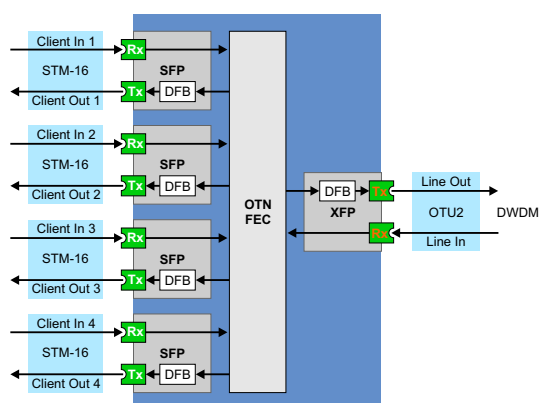 Client In 1
Rx
STM-16
SFP
Tx
DFB
Client Out 1
Client In 2
Rx
STM-16
SFP
Tx
DFB
Client Out 2
OTN
FEC
DFB
Tx
Line Out
XFP
OTU2
DWDM
Rx
Line In
Client In 3
Rx
STM-16
SFP
Tx
DFB
Client Out 3
Client In 4
Rx
STM-16
SFP
Tx
DFB
Client Out 4